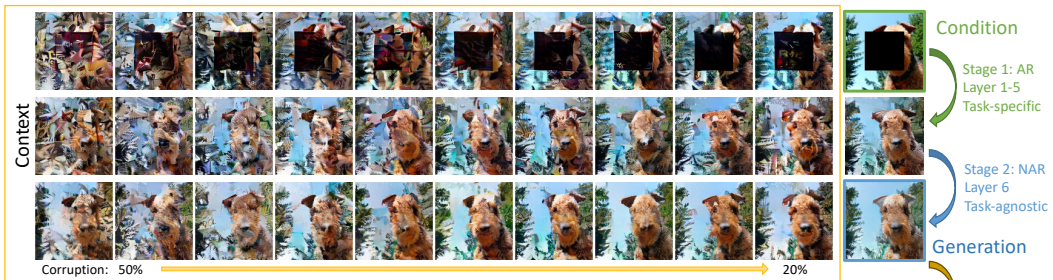 Context
Condition
Stage 1: AR
Layer 1-5
Task-specific
Stage 2: NAR
Layer 6
Task-agnostic
Generation
Corruption: 50%
20%